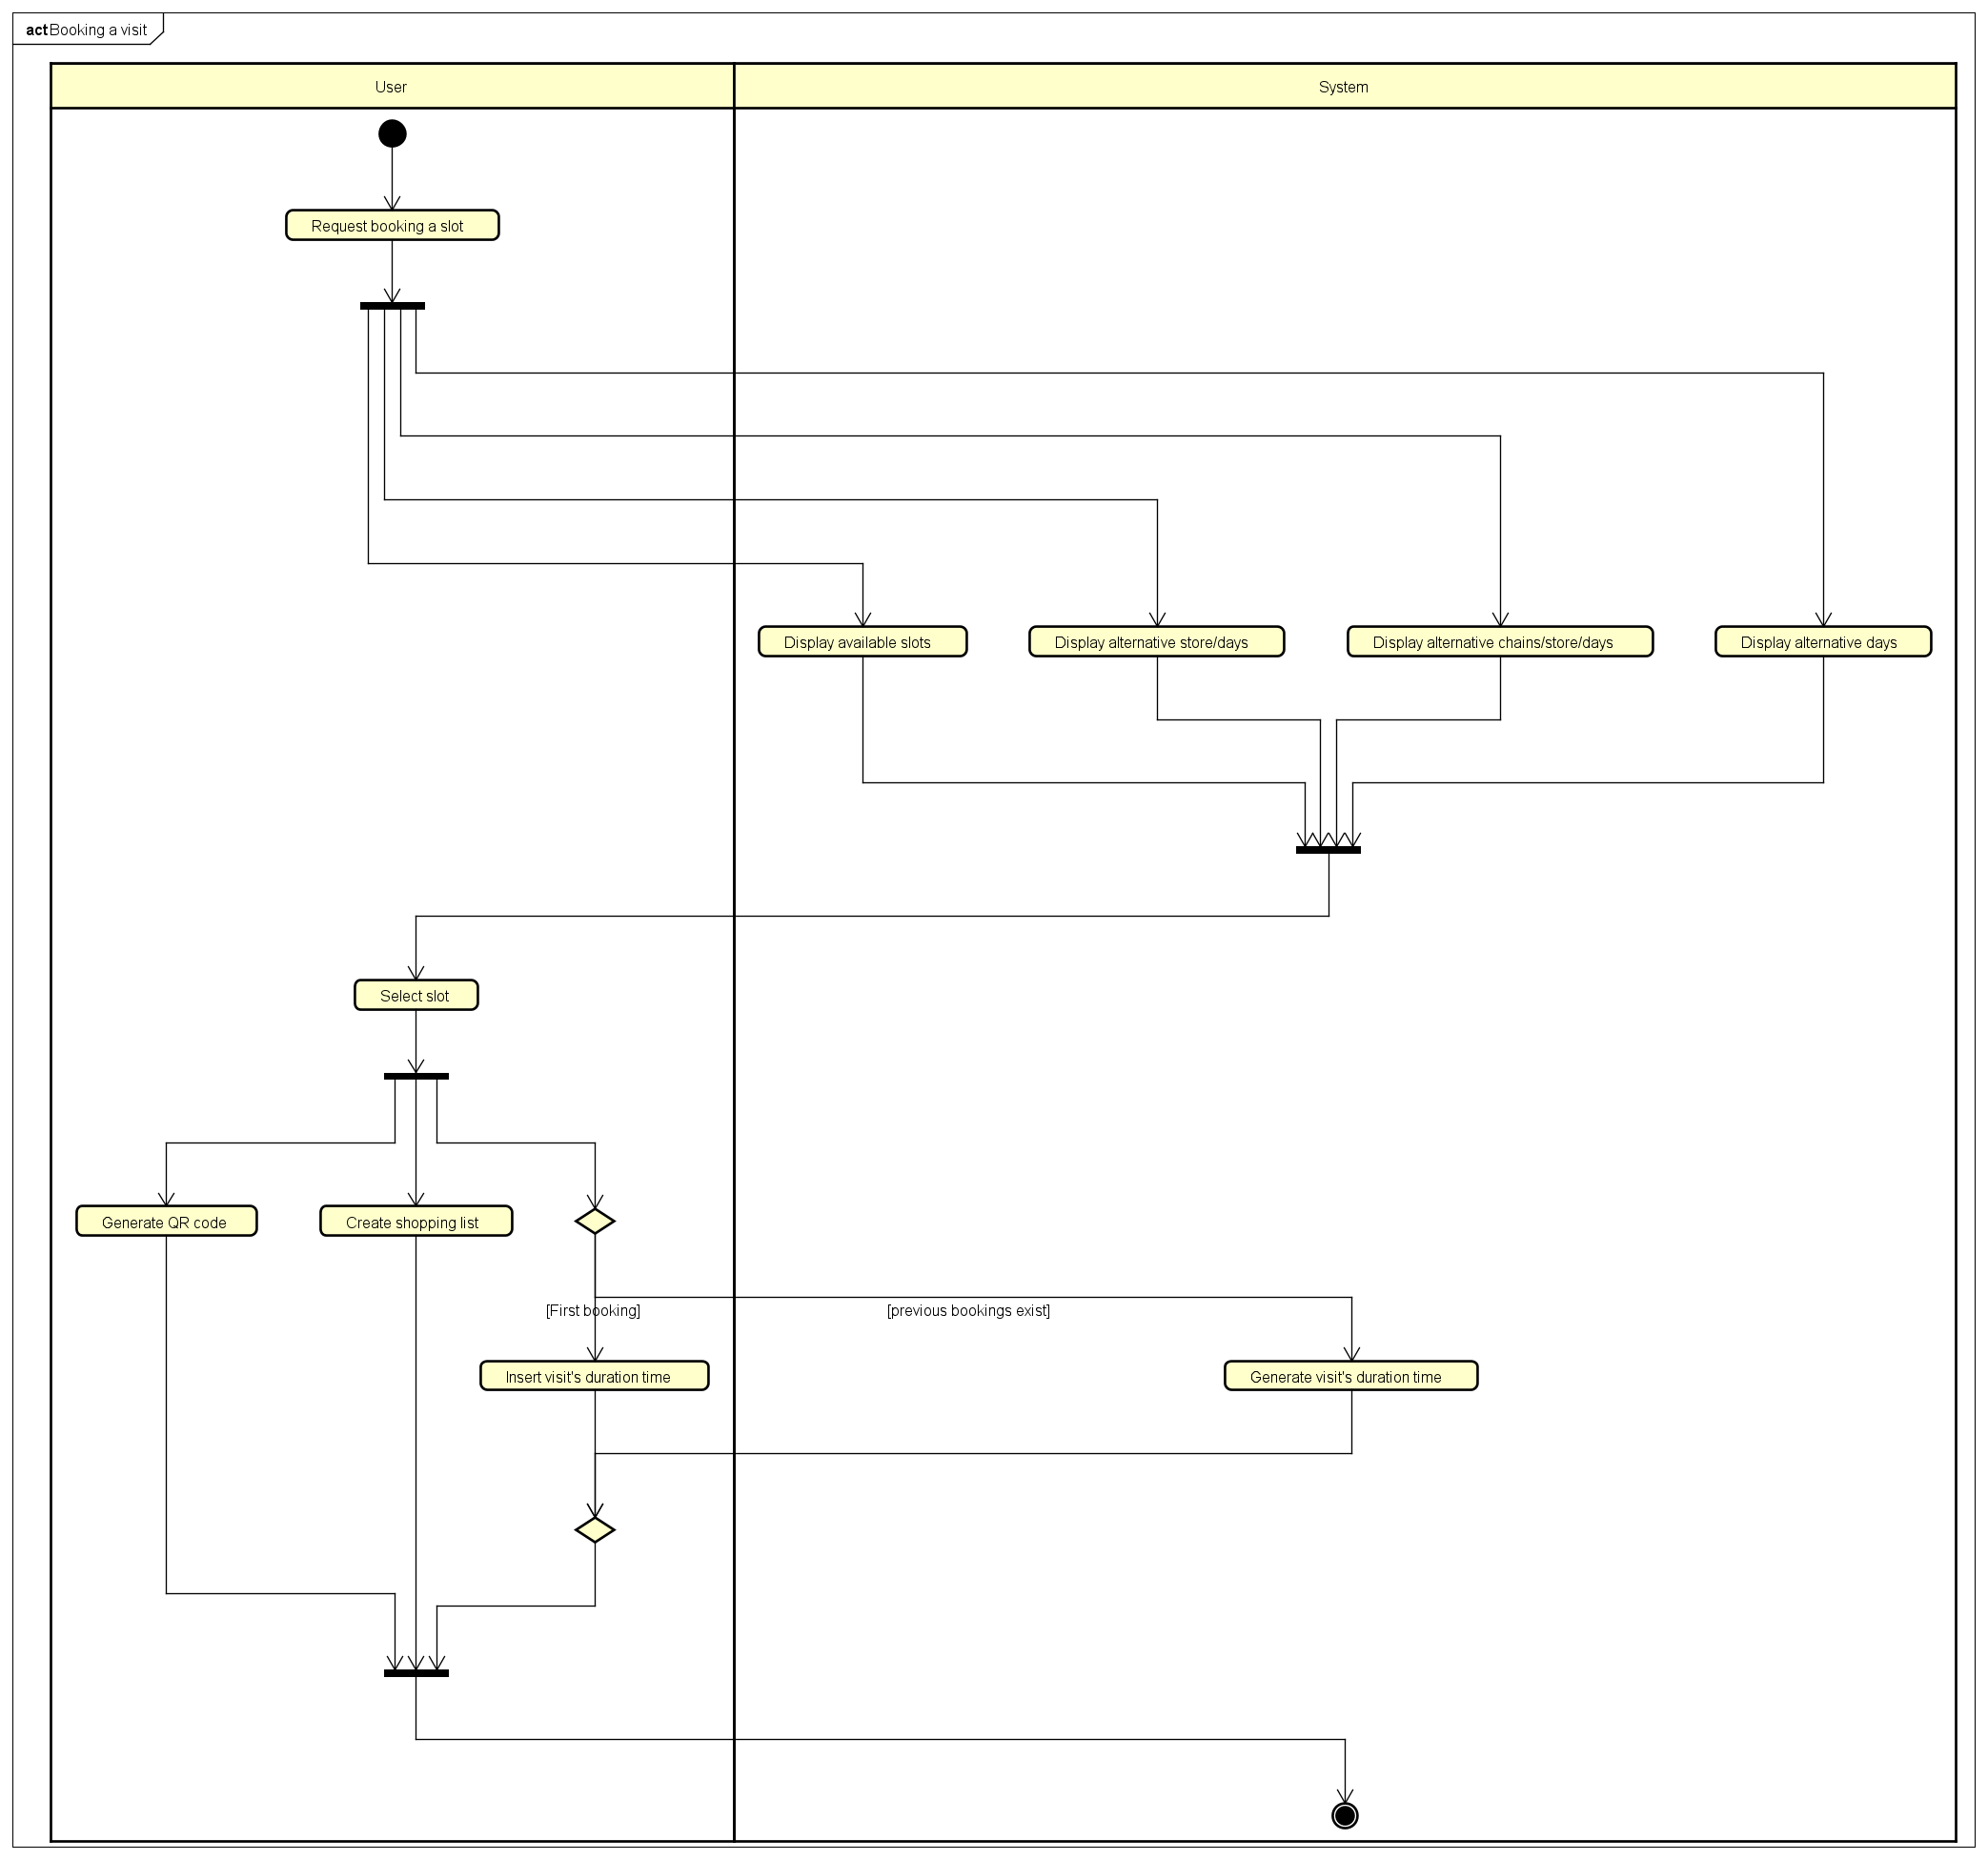 act Booking a visit
User
System
Request booking a slot
Display available slots
Display alternative store/days
Display alternative chains/store/days
Display alternative days
Select slot
Generate QR code
Create shopping list
[First booking]
[previous bookings exist]
Insert visit's duration time
Generate visit's duration time